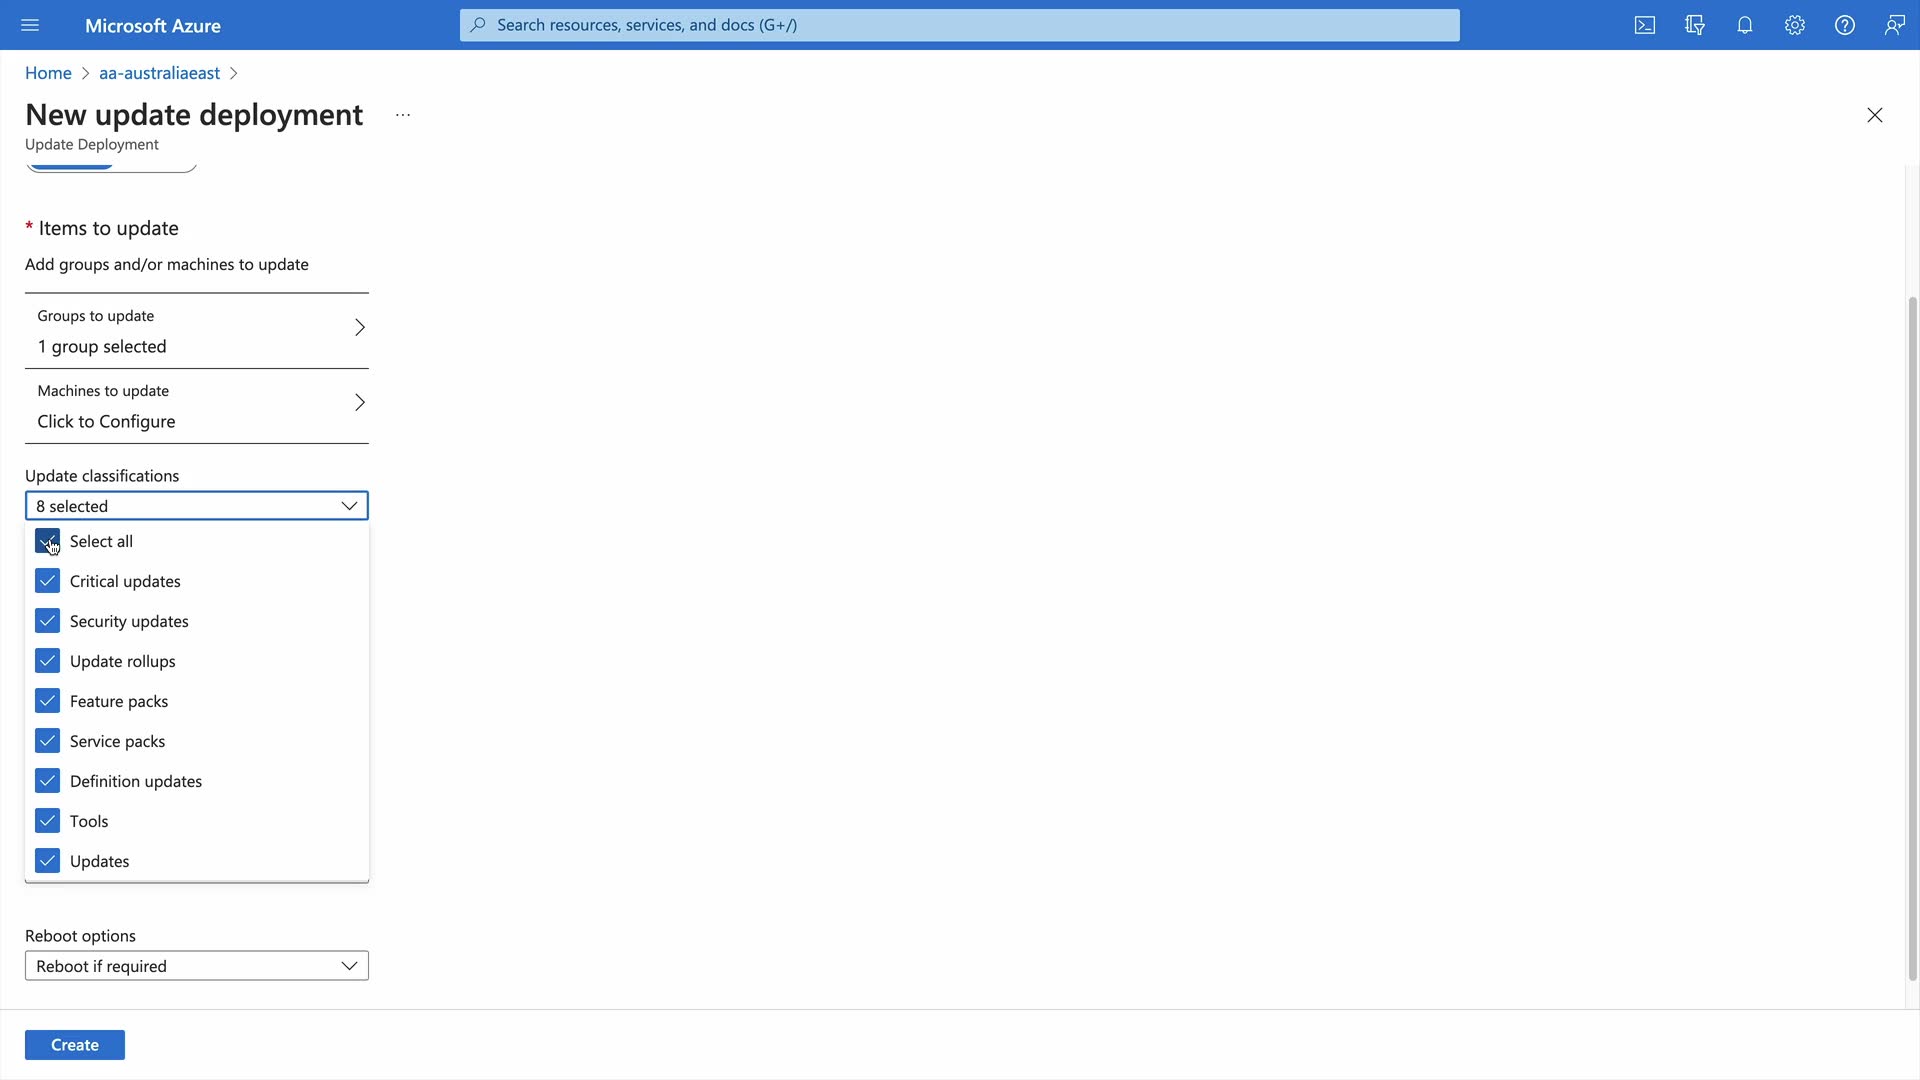 Microsoft Azure
Search resources, services, and docs (G+/)
Home > aa-australiaeast >
New update deployment ...
Update Deployment
* Items to update
Add groups and/or machines to update
Groups to update
1 group selected
Machines to update
Click to Configure
Update classifications
8 selected
Select all
Critical updates
Security updates
Update rollups
Feature packs
Service packs
Definition updates
Tools
Updates
Reboot options
Reboot if required
Create